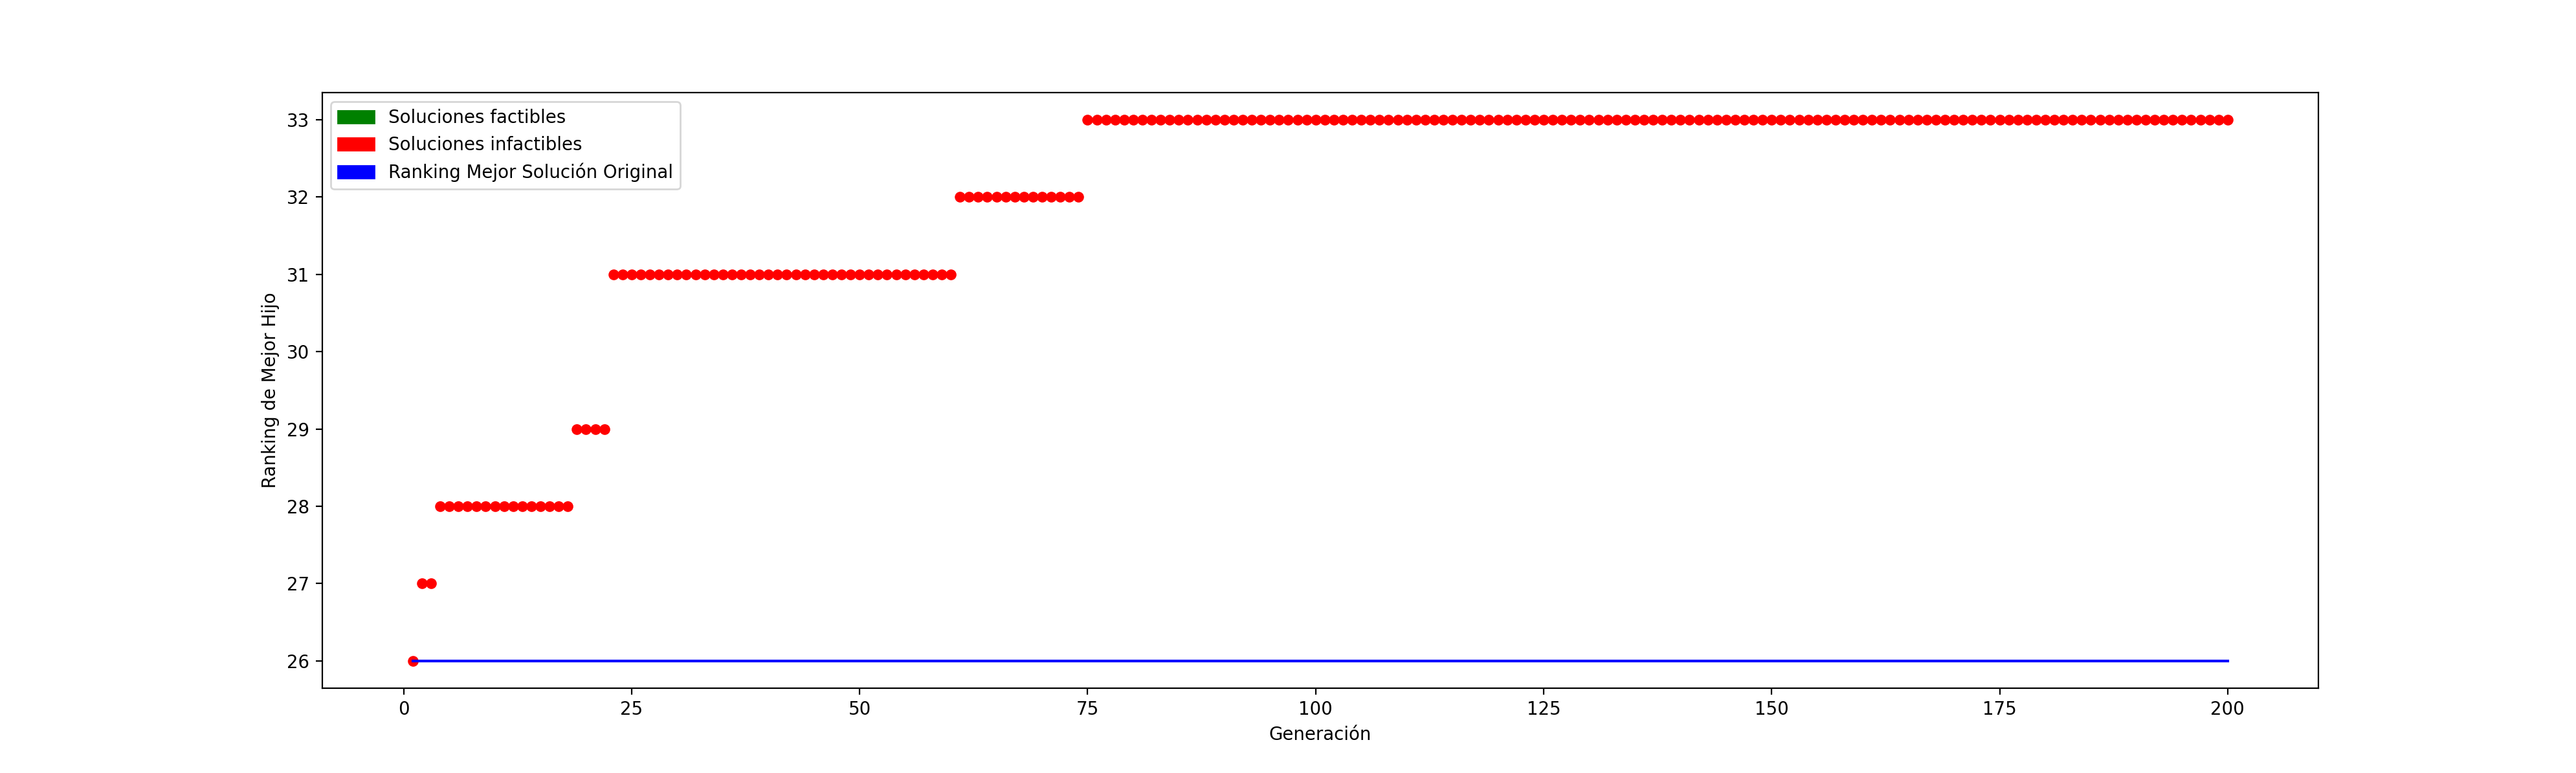 Soluciones factibles
Soluciones infactibles
Ranking Mejor Solución Original
Ranking de Mejor Hijo
33
32
31
30
29
28
27
26
0 25 50 75 100 125 150 175 200
Generación